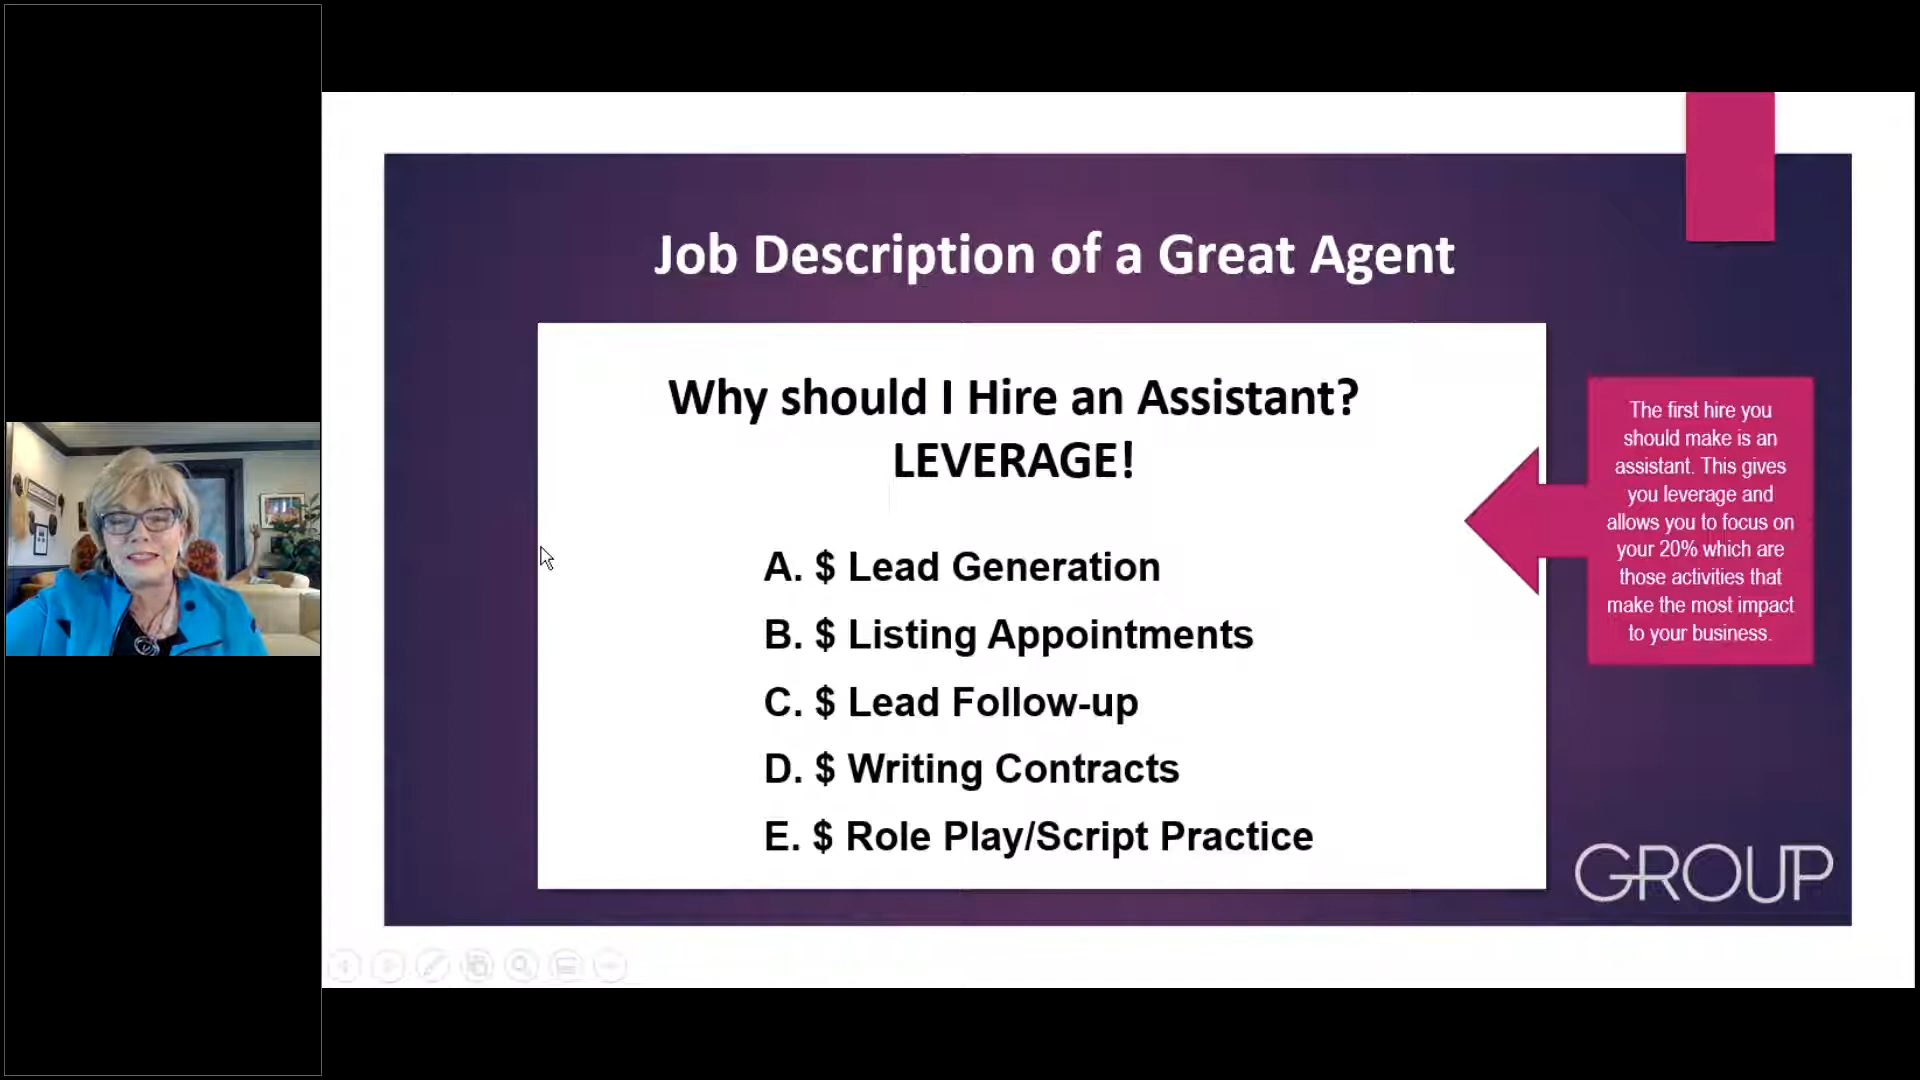 Job Description of a Great Agent
Why should I Hire an Assistant?
LEVERAGE!
A. $ Lead Generation
B. $ Listing Appointments
C. $ Lead Follow-up
D. $ Writing Contracts
E. $ Role Play/Script Practice
The first hire you
should make is an
assistant. This gives
you leverage and
allows you to focus on
your 20% which are
those activities that
make the most impact
to your business.
GROUP